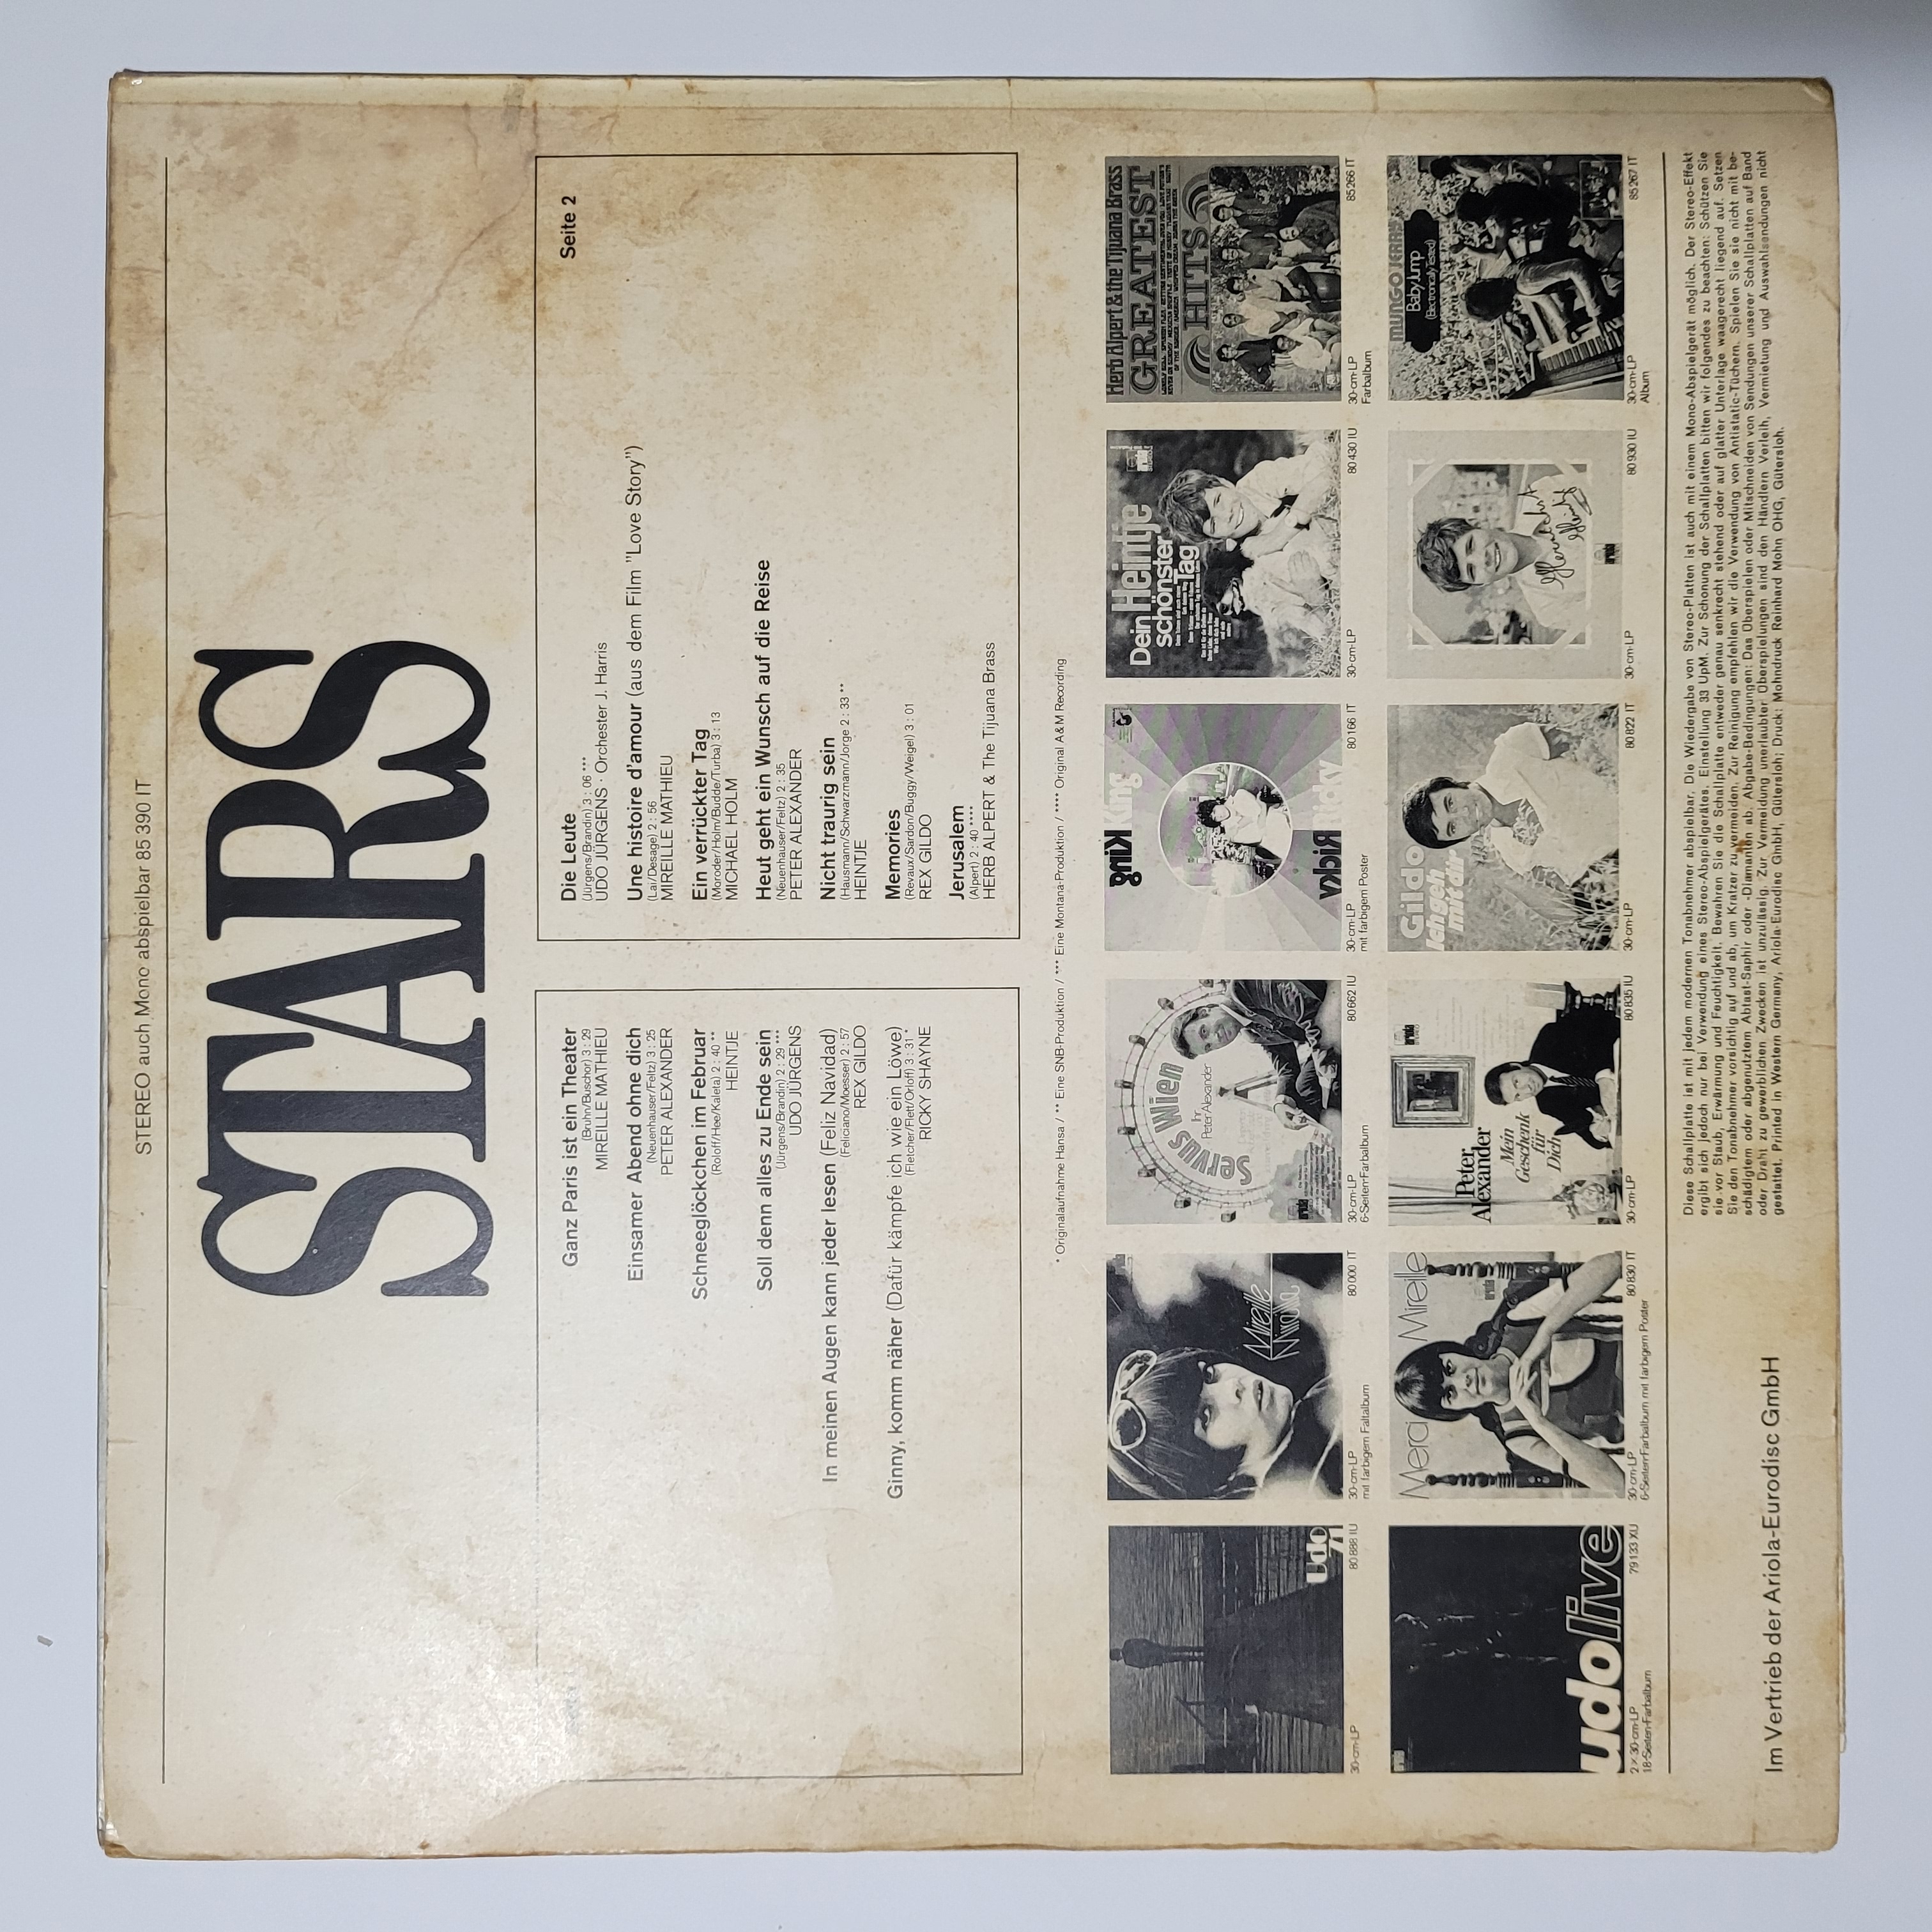 STEREO auch Mono abspielbar 85 390 IT
STARS
Ganz Paris ist ein Theater
(Bruhn/Buschor) 3 : 29
MIREILLE MATHIEU
Einsamer Abend ohne dich
(Neuenhauser/Feltz) 3 : 25
PETER ALEXANDER
Schneeglöckchen im Februar
(Roloff/Hee/Kaleta) 2 : 40 **
HEINTJE
Soll denn alles zu Ende sein
(Jürgens/Brandin) 2 : 29 ***
UDO JÜRGENS
In meinen Augen kann jeder lesen (Feliz Navidad)
(Feliciano/Moesser) 2 : 57
REX GILDO
Ginny, komm näher (Dafür kämpfe ich wie ein Löwe)
(Fletcher/Flett/Orloff) 3 : 31 *
RICKY SHAYNE
Seite 2
Die Leute
(Jürgens/Brandin) 3 : 06 ***
UDO JÜRGENS · Orchester J. Harris
Une histoire d'amour (aus dem Film "Love Story")
(Lai/Desage) 2 : 56
MIREILLE MATHIEU
Ein verrückter Tag
(Moroder/Holm/Budde/Turba) 3 : 13
MICHAEL HOLM
Heut geht ein Wunsch auf die Reise
(Neuenhauser/Feltz) 2 : 35
PETER ALEXANDER
Nicht traurig sein
(Hausmann/Schwarzmann/Jorge 2 : 33 **
HEINTJE
Memories
(Revaux/Sardon/Buggy/Weigel) 3 : 01
REX GILDO
Jerusalem
(Alpert) 2 : 40 ****
HERB ALPERT & The Tijuana Brass
* Originalaufnahme Hansa / ** Eine SNB-Produktion / *** Eine Montana-Produktion / **** Original A & M Recording
Udo
71
30-cm-LP 80 888 IU
Mireille
Mireille
30-cm-LP 80 000 IT
mit farbigem Faltalbum
Servus Wien
Ihr
Peter Alexander
30-cm-LP 80 662 IU
6-Seiten-Farbalbum
King King
Ricky Ricky
30-cm-LP 80 166 IT
mit farbigem Poster
Dein Heintje
schönster
Tag
30-cm-LP 80 430 IU
Herb Alpert & the Tijuana Brass
GREATEST
HITS
30-cm-LP 85 266 IT
Farbalbum
udo live
2 x 30-cm-LP 79 133 XU
18-Seiten-Farbalbum
Merci Mireille
30-cm-LP 80 830 IT
6-Seiten-Farbalbum mit farbigem Poster
Peter
Alexander
Mein
Geschenk
für
Dich
30-cm-LP 80 835 IU
Gildo
Ich geh
mit dir
30-cm-LP 80 822 IT
30-cm-LP 80 930 IU
MUNGO JERRY
Baby Jump
(Electronically tested)
30-cm-LP 85 267 IT
Album
Diese Schallplatte ist mit jedem modernen Tonabnehmer abspielbar. Die Wiedergabe von Stereo-Platten ist auch mit einem Mono-Abspielgerät möglich. Der Stereo-Effekt
ergibt sich jedoch nur bei Verwendung eines Stereo-Abspielgerätes. Einstellung 33 UpM. Zur Schonung der Schallplatten bitten wir folgendes zu beachten: Schützen Sie
sie vor Staub, Erwärmung und Feuchtigkeit. Bewahren Sie die Schallplatte entweder genau senkrecht stehend oder auf glatter Unterlage waagerecht liegend auf. Setzen
Sie den Tonabnehmer vorsichtig auf und ab, um Kratzer zu vermeiden. Zur Reinigung empfehlen wir die Verwendung von Antistatic-Tüchern. Spielen Sie sie nicht mit be-
schädigtem oder abgenutztem Abtast-Saphir oder -Diamanten ab. Abgabe-Bedingungen: Das Überspielen oder Mitschneiden von Sendungen unserer Schallplatten auf Band
oder Draht zu gewerblichen Zwecken ist unzulässig. Zur Vermeidung unerlaubter Überspielungen sind den Händlern Verleih, Vermietung und Auswahlsendungen nicht
gestattet. Printed in Western Germany, Ariola-Eurodisc GmbH, Gütersloh; Druck: Mohndruck Reinhard Mohn OHG, Gütersloh.
Im Vertrieb der Ariola-Eurodisc GmbH